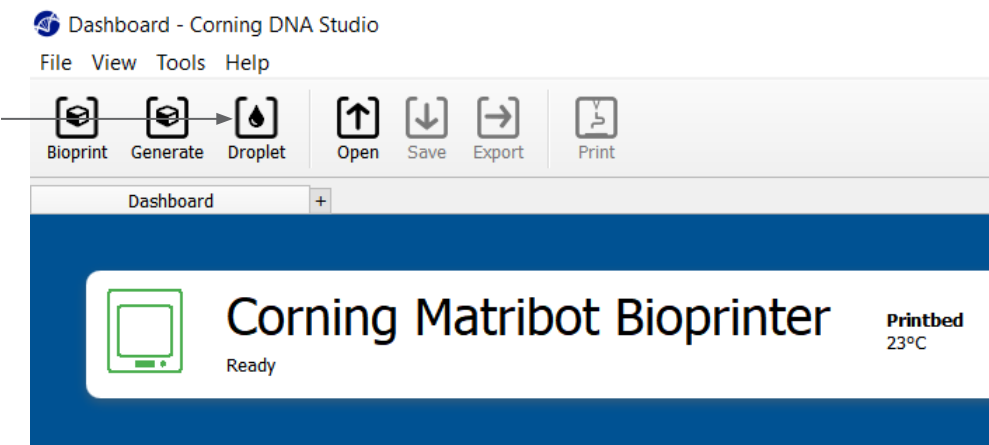 Dashboard - Corning DNA Studio
File View Tools Help
Bioprint Generate Droplet Open Save Export Print
Dashboard +
Corning Matribot Bioprinter
Ready
Printbed
23°C